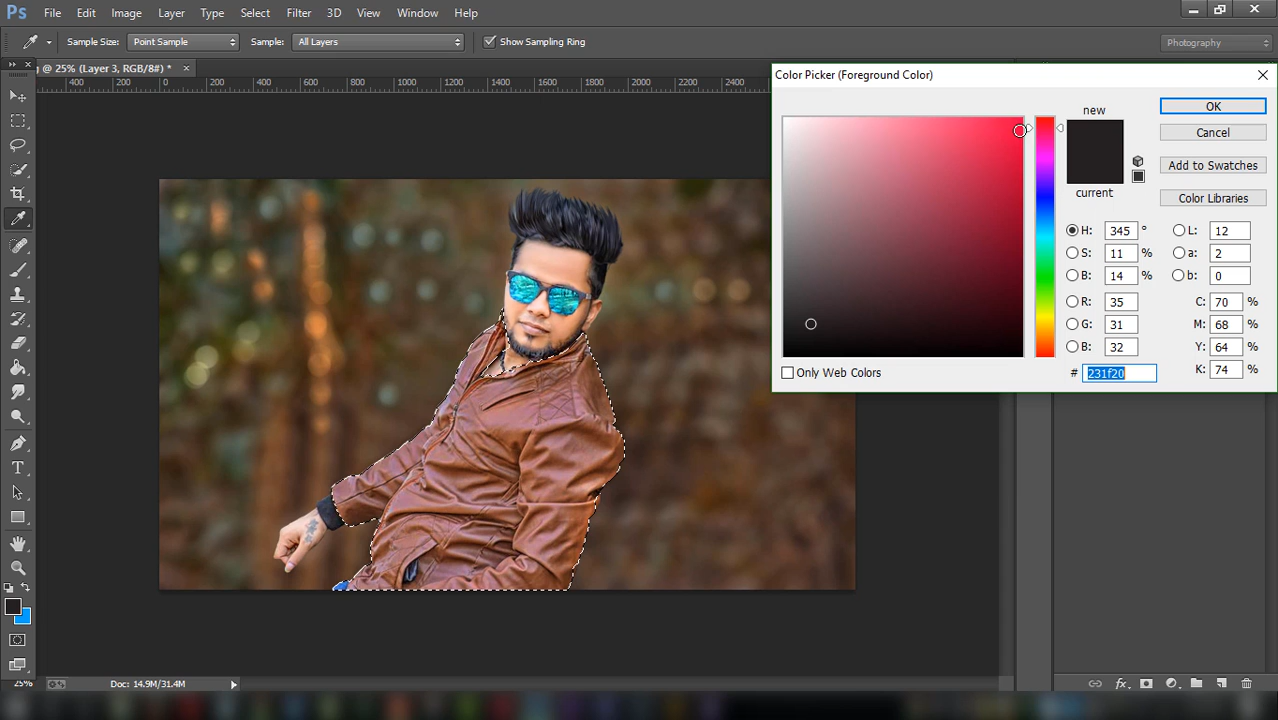 Ps File Edit Image Layer Type Select Filter 3D View Window Help
Sample Size: Point Sample Sample: All Layers Show Sampling Ring Photography
g @ 25% (Layer 3, RGB/8#) * ×
400 200 0 200 400 600 800 1000 1200 1400 1600 1800 2000 2200 2400
Color Picker (Foreground Color)
new
OK
Cancel
Add to Swatches
current
Color Libraries
H: 345 ° L: 12
S: 11 % a: 2
B: 14 % b: 0
R: 35 C: 70 %
G: 31 M: 68 %
B: 32 Y: 64 %
# 231f20 K: 74 %
Only Web Colors
T
25% Doc: 14.9M/31.4M
fx